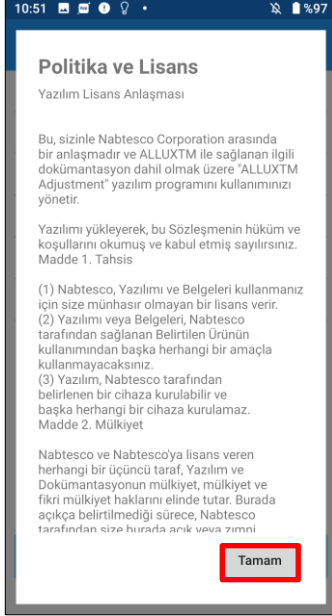 10:51 %97
Politika ve Lisans
Yazılım Lisans Anlaşması
Bu, sizinle Nabtesco Corporation arasında
bir anlaşmadır ve ALLUXTM ile sağlanan ilgili
dokümantasyon dahil olmak üzere "ALLUXTM
Adjustment" yazılım programını kullanımınızı
yönetir.
Yazılımı yükleyerek, bu Sözleşmenin hüküm ve
koşullarını okumuş ve kabul etmiş sayılırsınız.
Madde 1. Tahsis
(1) Nabtesco, Yazılımı ve Belgeleri kullanmanız
için size münhasır olmayan bir lisans verir.
(2) Yazılımı veya Belgeleri, Nabtesco
tarafından sağlanan Belirtilen Ürünün
kullanımından başka herhangi bir amaçla
kullanmayacaksınız.
(3) Yazılım, Nabtesco tarafından
belirlenen bir cihaza kurulabilir ve
başka herhangi bir cihaza kurulamaz.
Madde 2. Mülkiyet
Nabtesco ve Nabtesco'ya lisans veren
herhangi bir üçüncü taraf, Yazılım ve
Dokümantasyonun mülkiyet, mülkiyet ve
fikri mülkiyet haklarını elinde tutar. Burada
açıkça belirtilmediği sürece, Nabtesco
tarafından size burada açık veya zımni
Tamam